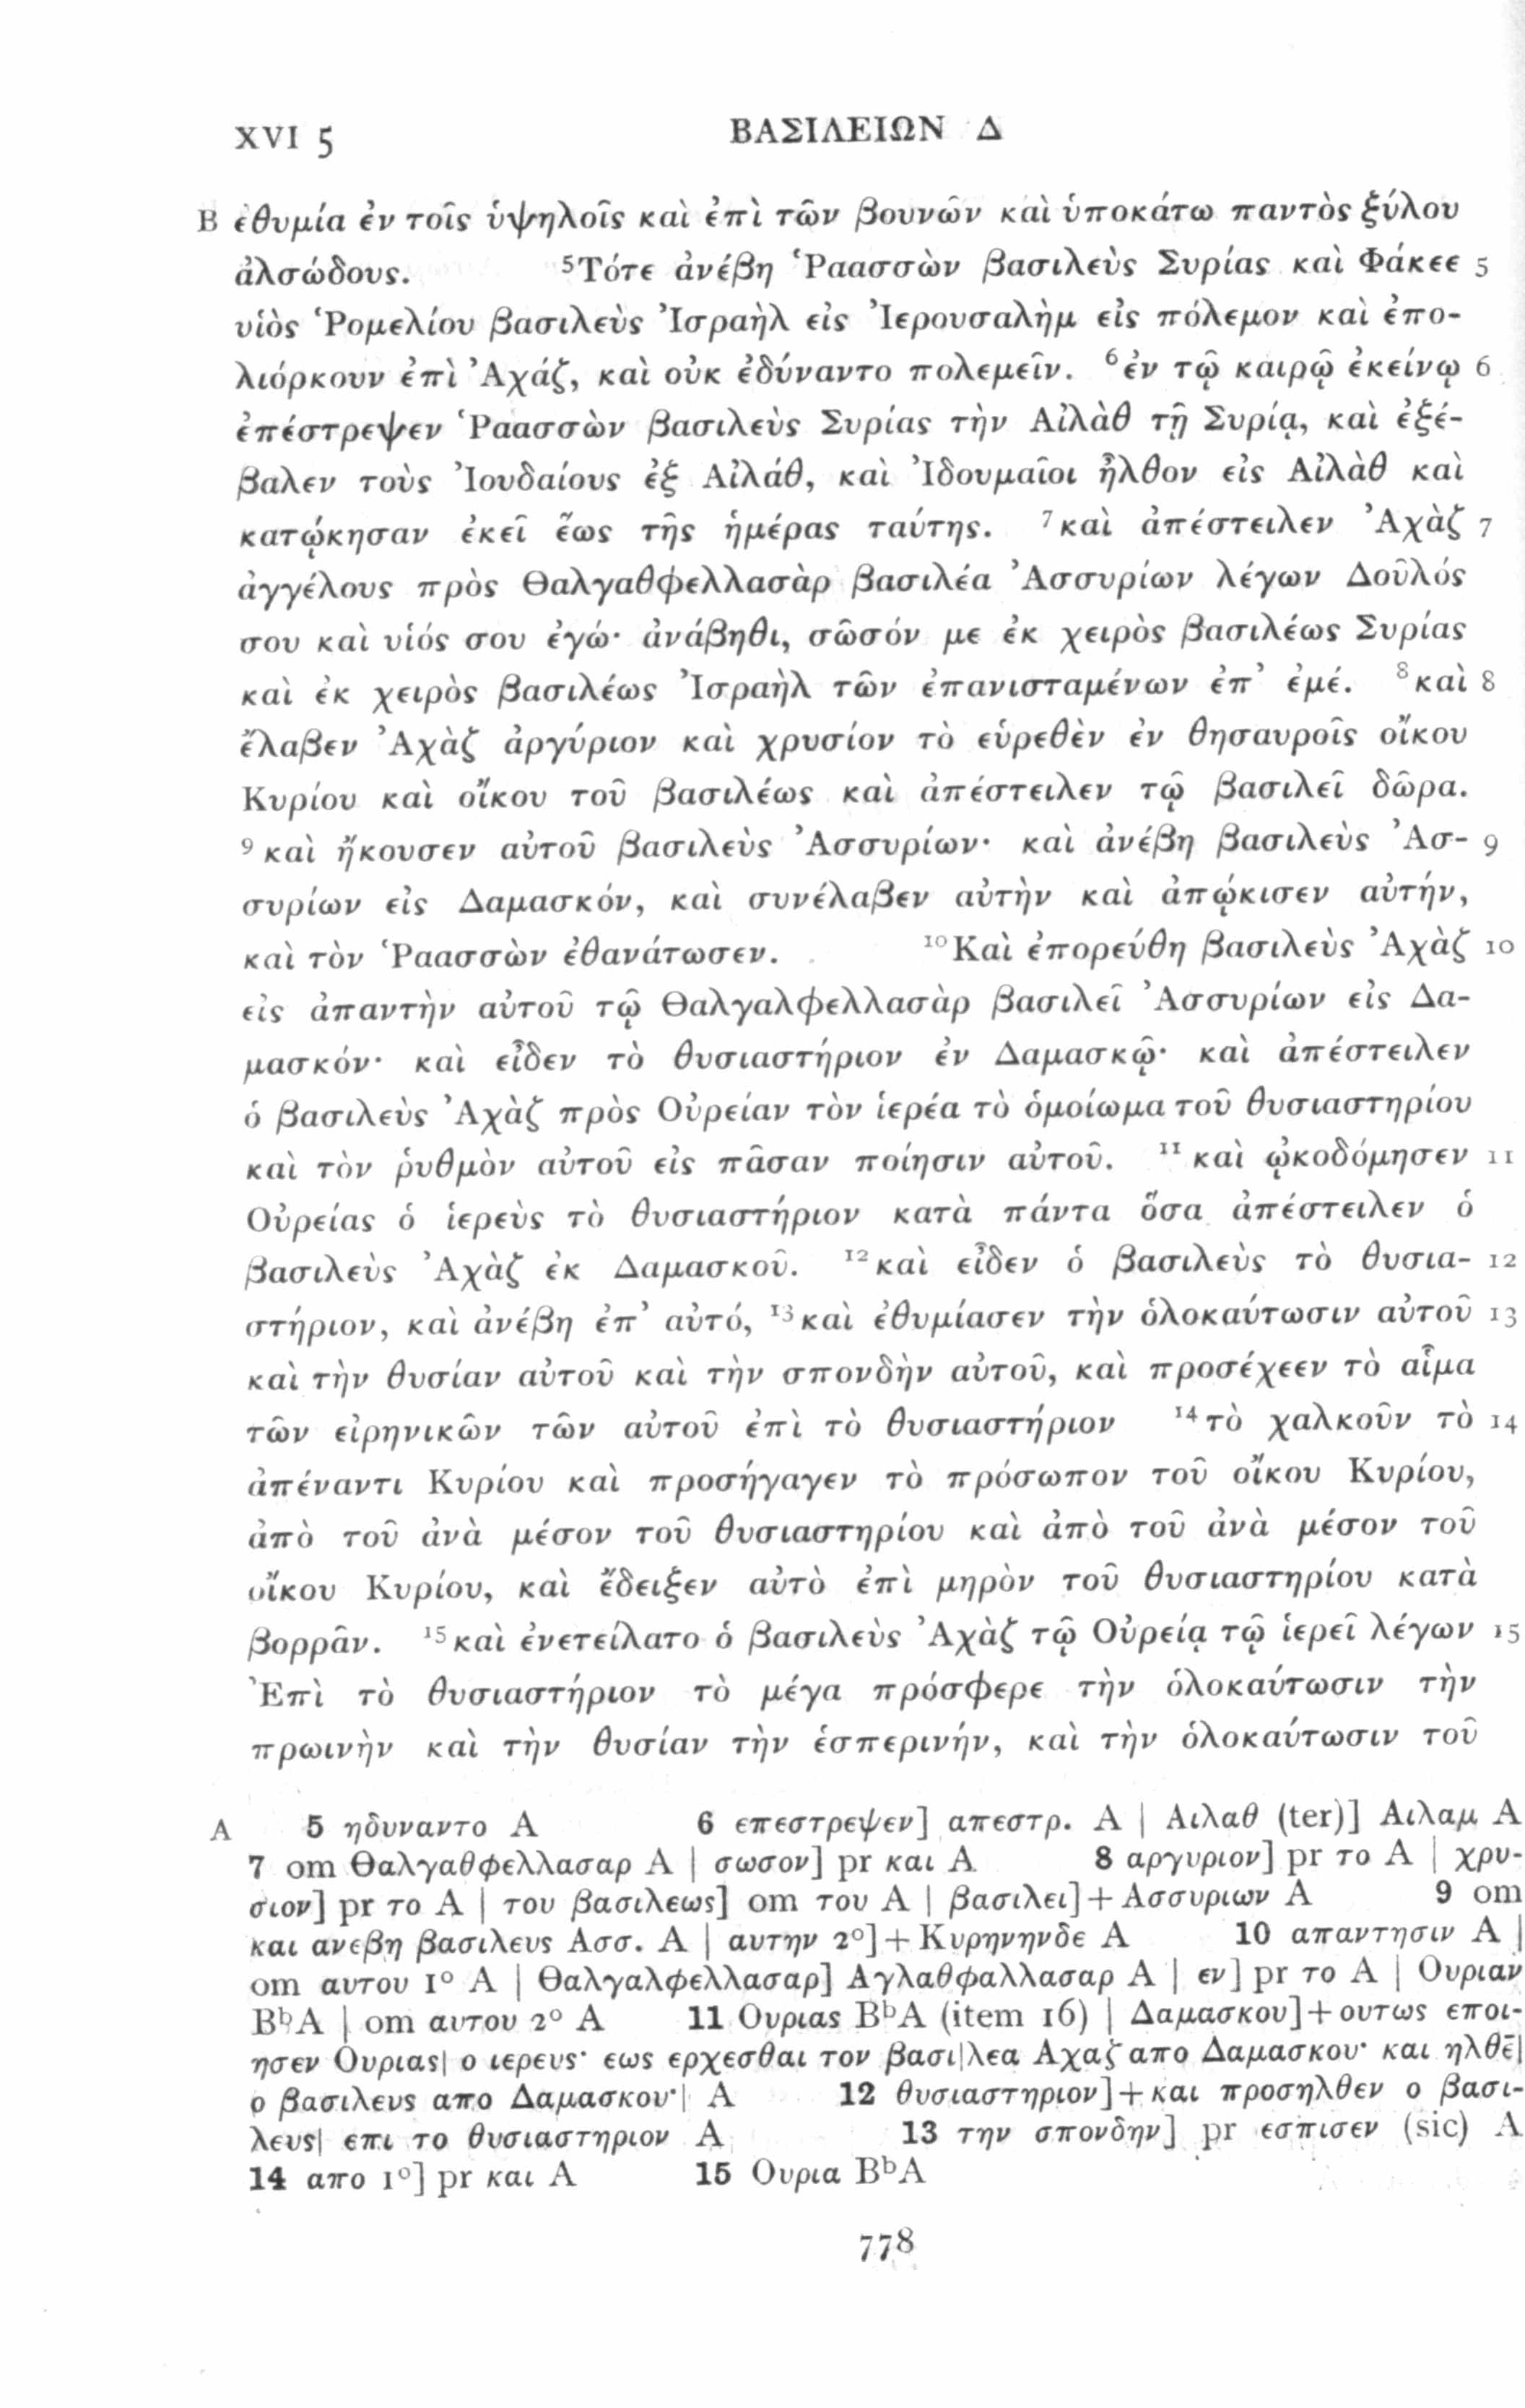 XVI 5 ΒΑΣΙΛΕΙΩΝ Δ
B ἐθυμία ἐν τοῖς ὑψηλοῖς καὶ ἐπὶ τῶν βουνῶν καὶ ὑποκάτω παντὸς ξύλου
ἀλσώδους. ⁵Τότε ἀνέβη Ῥαασσὼν βασιλεὺς Συρίας καὶ Φάκεε 5
υἱὸς Ῥομελίου βασιλεὺς Ἰσραὴλ εἰς Ἰερουσαλὴμ εἰς πόλεμον καὶ ἐπο-
λιόρκουν ἐπὶ Ἀχάζ, καὶ οὐκ ἐδύναντο πολεμεῖν. ⁶ἐν τῷ καιρῷ ἐκείνῳ 6
ἐπέστρεψεν Ῥαασσὼν βασιλεὺς Συρίας τὴν Αἰλὰθ τῇ Συρίᾳ, καὶ ἐξέ-
βαλεν τοὺς Ἰουδαίους ἐξ Αἰλάθ, καὶ Ἰδουμαῖοι ἦλθον εἰς Αἰλὰθ καὶ
κατῴκησαν ἐκεῖ ἕως τῆς ἡμέρας ταύτης. ⁷καὶ ἀπέστειλεν Ἀχὰζ 7
ἀγγέλους πρὸς Θαλγαθφελλασὰρ βασιλέα Ἀσσυρίων λέγων Δοῦλός
σου καὶ υἱός σου ἐγώ· ἀνάβηθι, σῶσόν με ἐκ χειρὸς βασιλέως Συρίας
καὶ ἐκ χειρὸς βασιλέως Ἰσραὴλ τῶν ἐπανισταμένων ἐπ’ ἐμέ. ⁸καὶ 8
ἔλαβεν Ἀχὰζ ἀργύριον καὶ χρυσίον τὸ εὑρεθὲν ἐν θησαυροῖς οἴκου
Κυρίου καὶ οἴκου τοῦ βασιλέως καὶ ἀπέστειλεν τῷ βασιλεῖ δῶρα.
⁹καὶ ἤκουσεν αὐτοῦ βασιλεὺς Ἀσσυρίων· καὶ ἀνέβη βασιλεὺς Ἀσ- 9
συρίων εἰς Δαμασκόν, καὶ συνέλαβεν αὐτὴν καὶ ἀπῴκισεν αὐτήν,
καὶ τὸν Ῥαασσὼν ἐθανάτωσεν. ¹⁰Καὶ ἐπορεύθη βασιλεὺς Ἀχὰζ 10
εἰς ἀπαντὴν αὐτοῦ τῷ Θαλγαλφελλασὰρ βασιλεῖ Ἀσσυρίων εἰς Δα-
μασκόν· καὶ εἶδεν τὸ θυσιαστήριον ἐν Δαμασκῷ· καὶ ἀπέστειλεν
ὁ βασιλεὺς Ἀχὰζ πρὸς Οὐρείαν τὸν ἱερέα τὸ ὁμοίωμα τοῦ θυσιαστηρίου
καὶ τὸν ῥυθμὸν αὐτοῦ εἰς πᾶσαν ποίησιν αὐτοῦ. ¹¹καὶ ᾠκοδόμησεν 11
Οὐρείας ὁ ἱερεὺς τὸ θυσιαστήριον κατὰ πάντα ὅσα ἀπέστειλεν ὁ
βασιλεὺς Ἀχὰζ ἐκ Δαμασκοῦ. ¹²καὶ εἶδεν ὁ βασιλεὺς τὸ θυσια- 12
στήριον, καὶ ἀνέβη ἐπ’ αὐτό, ¹³καὶ ἐθυμίασεν τὴν ὁλοκαύτωσιν αὐτοῦ 13
καὶ τὴν θυσίαν αὐτοῦ καὶ τὴν σπονδὴν αὐτοῦ, καὶ προσέχεεν τὸ αἷμα
τῶν εἰρηνικῶν τῶν αὐτοῦ ἐπὶ τὸ θυσιαστήριον ¹⁴τὸ χαλκοῦν τὸ 14
ἀπέναντι Κυρίου καὶ προσήγαγεν τὸ πρόσωπον τοῦ οἴκου Κυρίου,
ἀπὸ τοῦ ἀνὰ μέσον τοῦ θυσιαστηρίου καὶ ἀπὸ τοῦ ἀνὰ μέσον τοῦ
οἴκου Κυρίου, καὶ ἔδειξεν αὐτὸ ἐπὶ μηρὸν τοῦ θυσιαστηρίου κατὰ
βορρᾶν. ¹⁵καὶ ἐνετείλατο ὁ βασιλεὺς Ἀχὰζ τῷ Οὐρείᾳ τῷ ἱερεῖ λέγων 15
Ἐπὶ τὸ θυσιαστήριον τὸ μέγα πρόσφερε τὴν ὁλοκαύτωσιν τὴν
πρωινὴν καὶ τὴν θυσίαν τὴν ἑσπερινήν, καὶ τὴν ὁλοκαύτωσιν τοῦ
A 5 ηδυναντο A 6 επεστρεψεν] απεστρ. A | Αιλαθ (ter)] Αιλαμ A
7 om Θαλγαθφελλασαρ A | σωσον] pr και A 8 αργυριον] pr το A | χρυ-
σιον] pr το A | του βασιλεως] om του A | βασιλει]+Ασσυριων A 9 om
και ανεβη βασιλευς Ασσ. A | αυτην 2º]+Κυρηνηνδε A 10 απαντησιν A |
om αυτου 1º A | Θαλγαλφελλασαρ] Αγλαθφαλλασαρ A | εν] pr το A | Ουριαν
BᵇA | om αυτου 2º A 11 Ουριας BᵇA (item 16) | Δαμασκου]+ουτως εποι-
ησεν Ουριας| ο ιερευς· εως ερχεσθαι τον βασι|λεα Αχαζ απο Δαμασκου· και ηλθε̄|
ο βασιλευς απο Δαμασκου·| A 12 θυσιαστηριον]+και προσηλθεν ο βασι-
λευς| επι το θυσιαστηριον A 13 την σπονδην] pr εσπισεν (sic) A
14 απο 1º] pr και A 15 Ουρια BᵇA
778